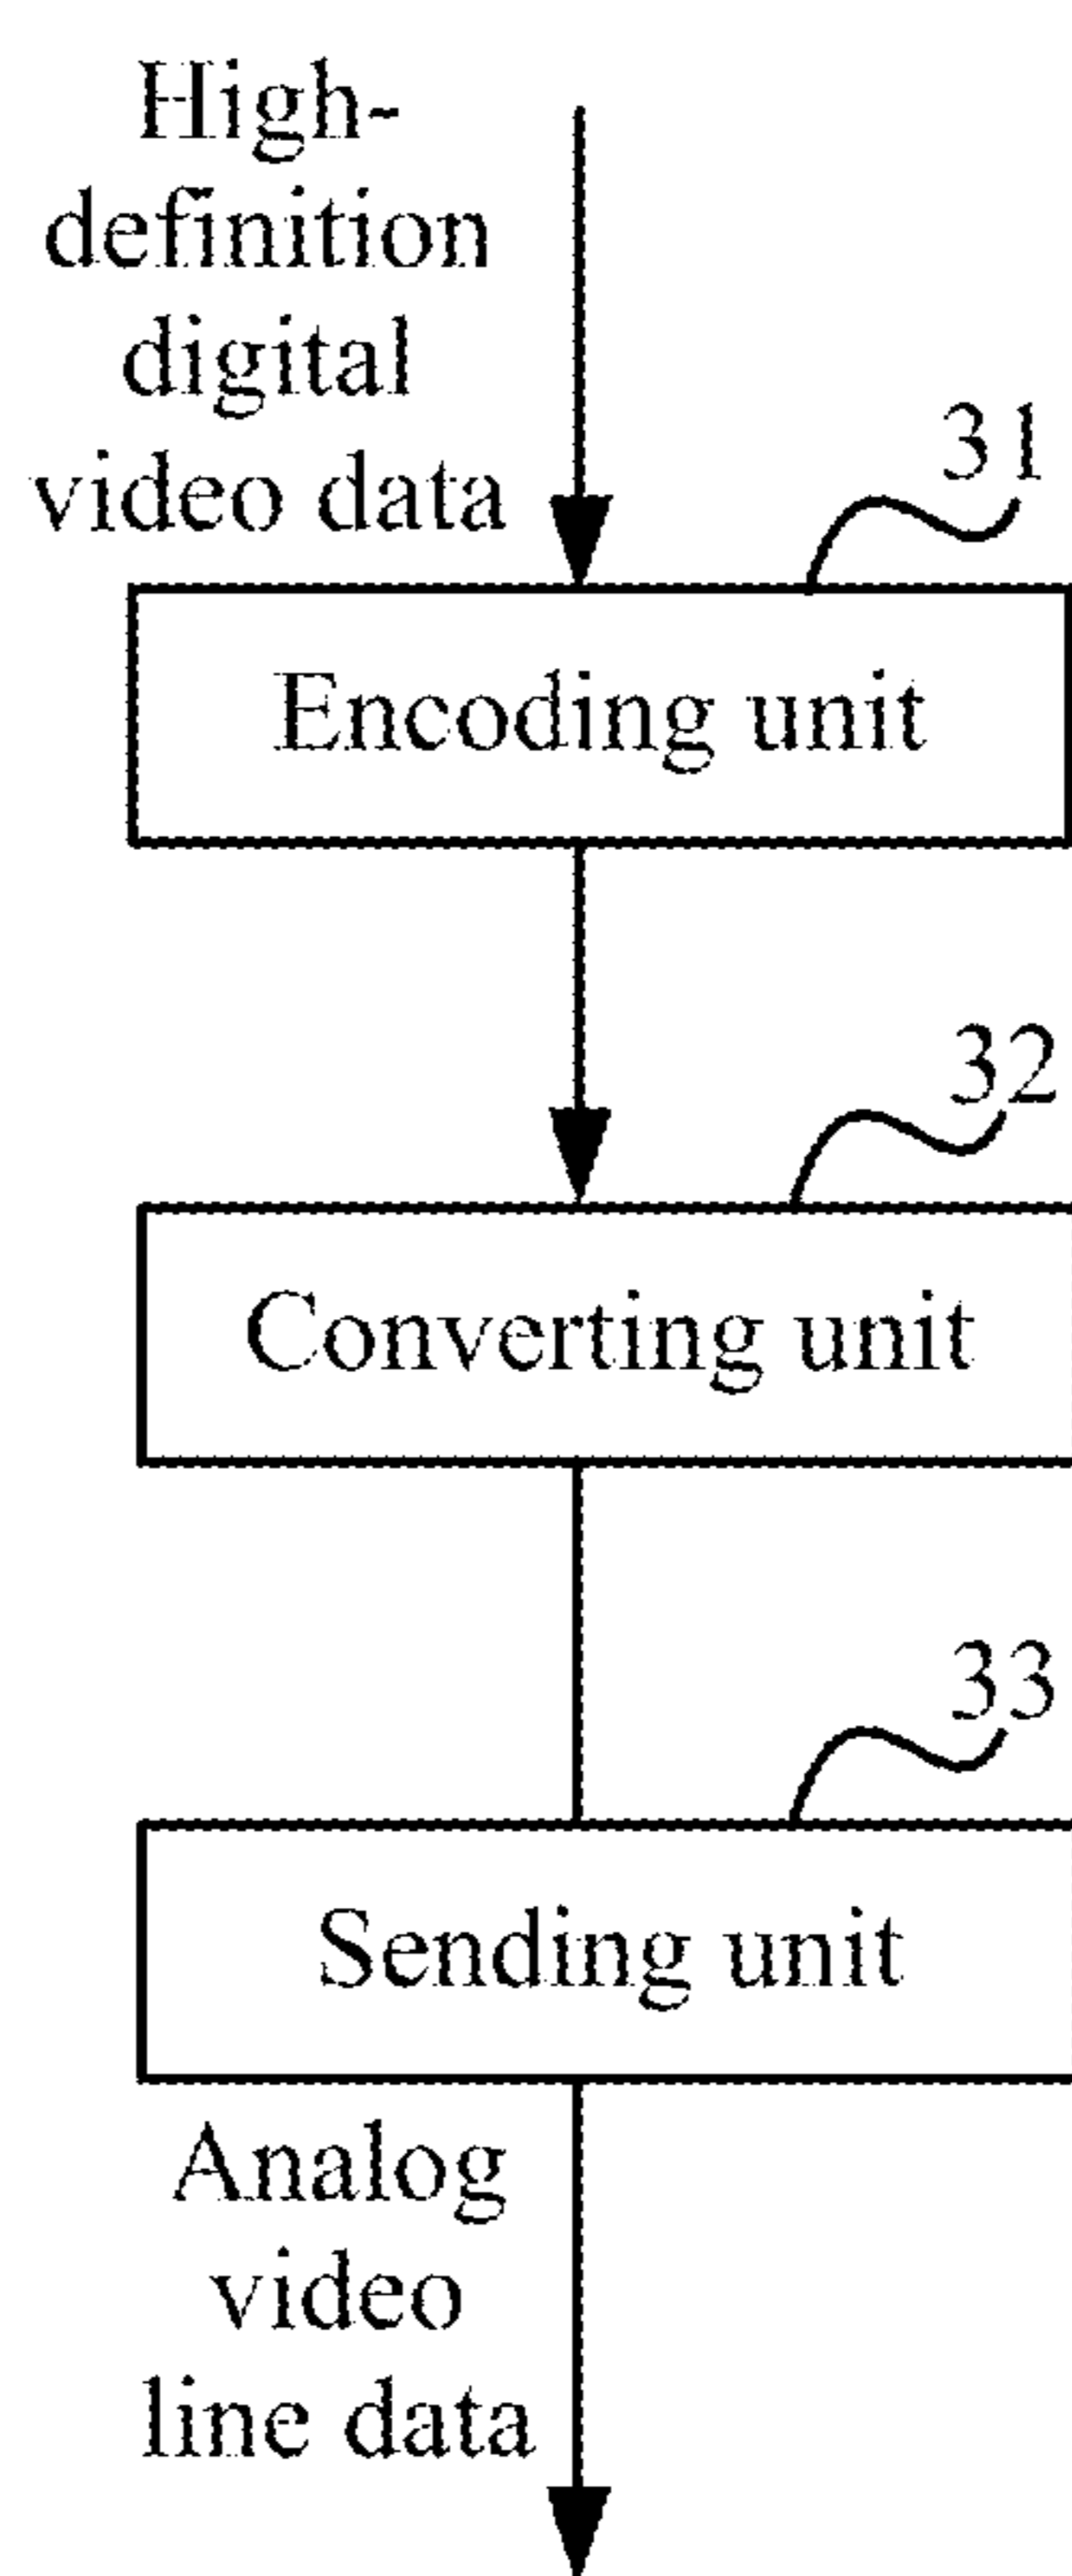 High-
definition
digital
video data
31
Encoding unit
32
Converting unit
33
Sending unit
Analog
video
line data